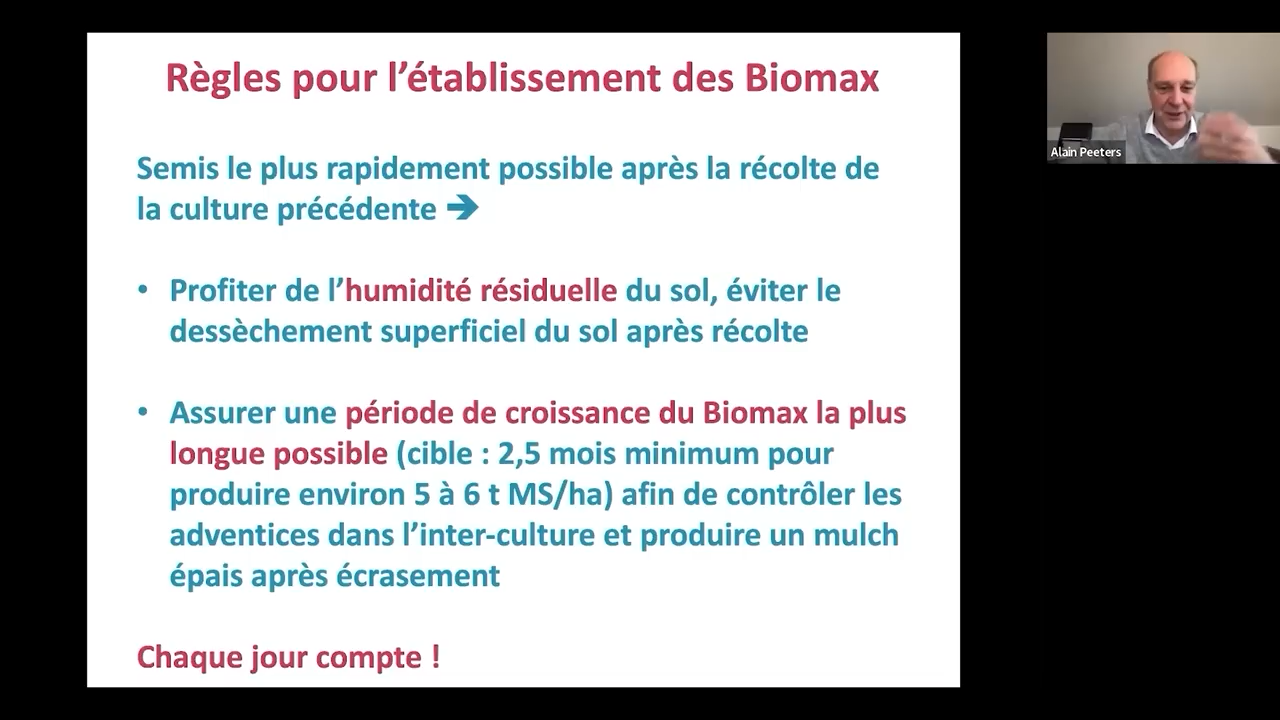 Règles pour l’établissement des Biomax
Semis le plus rapidement possible après la récolte de
la culture précédente ➔
• Profiter de l’humidité résiduelle du sol, éviter le
dessèchement superficiel du sol après récolte
• Assurer une période de croissance du Biomax la plus
longue possible (cible : 2,5 mois minimum pour
produire environ 5 à 6 t MS/ha) afin de contrôler les
adventices dans l’inter-culture et produire un mulch
épais après écrasement
Chaque jour compte !
Alain Peeters